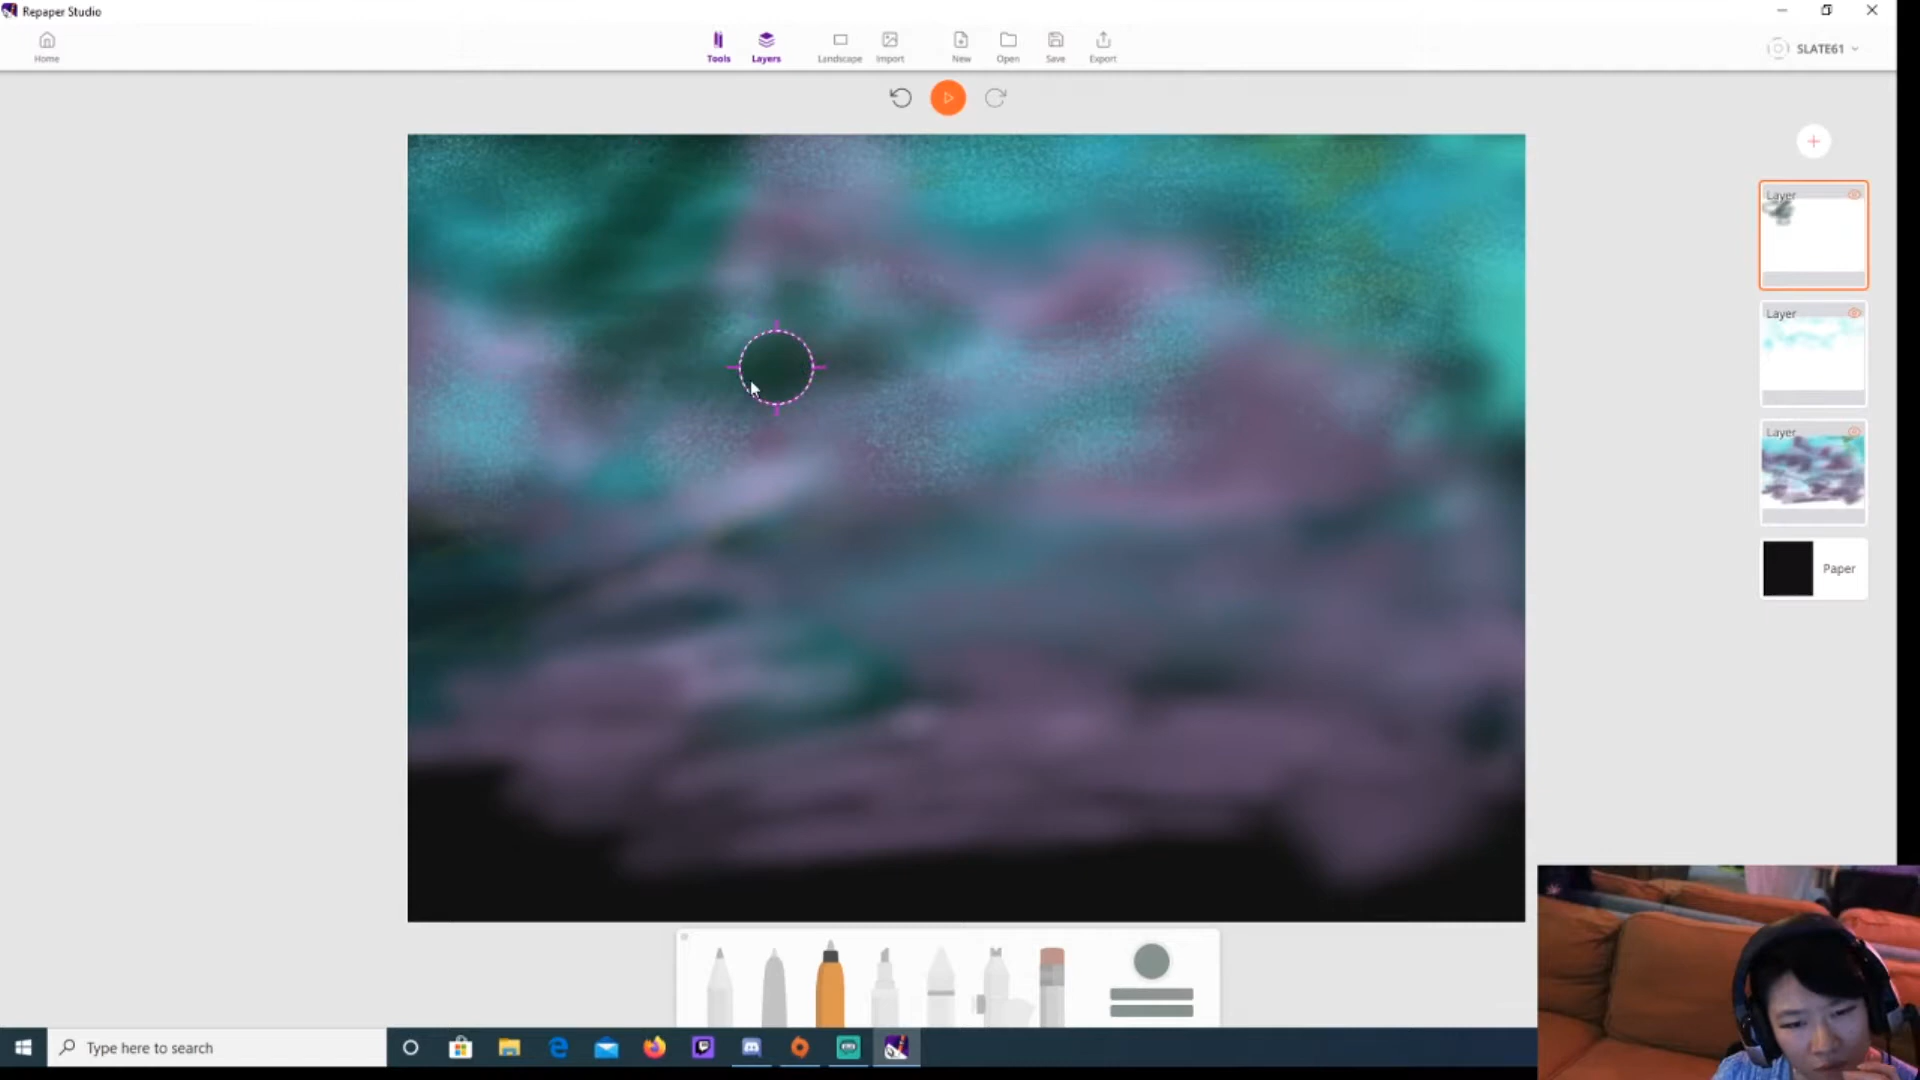 Repaper Studio
Home
Tools
Layers
Landscape
Import
New
Open
Save
Export
SLATE61
Layer
Layer
Layer
Paper
Type here to search